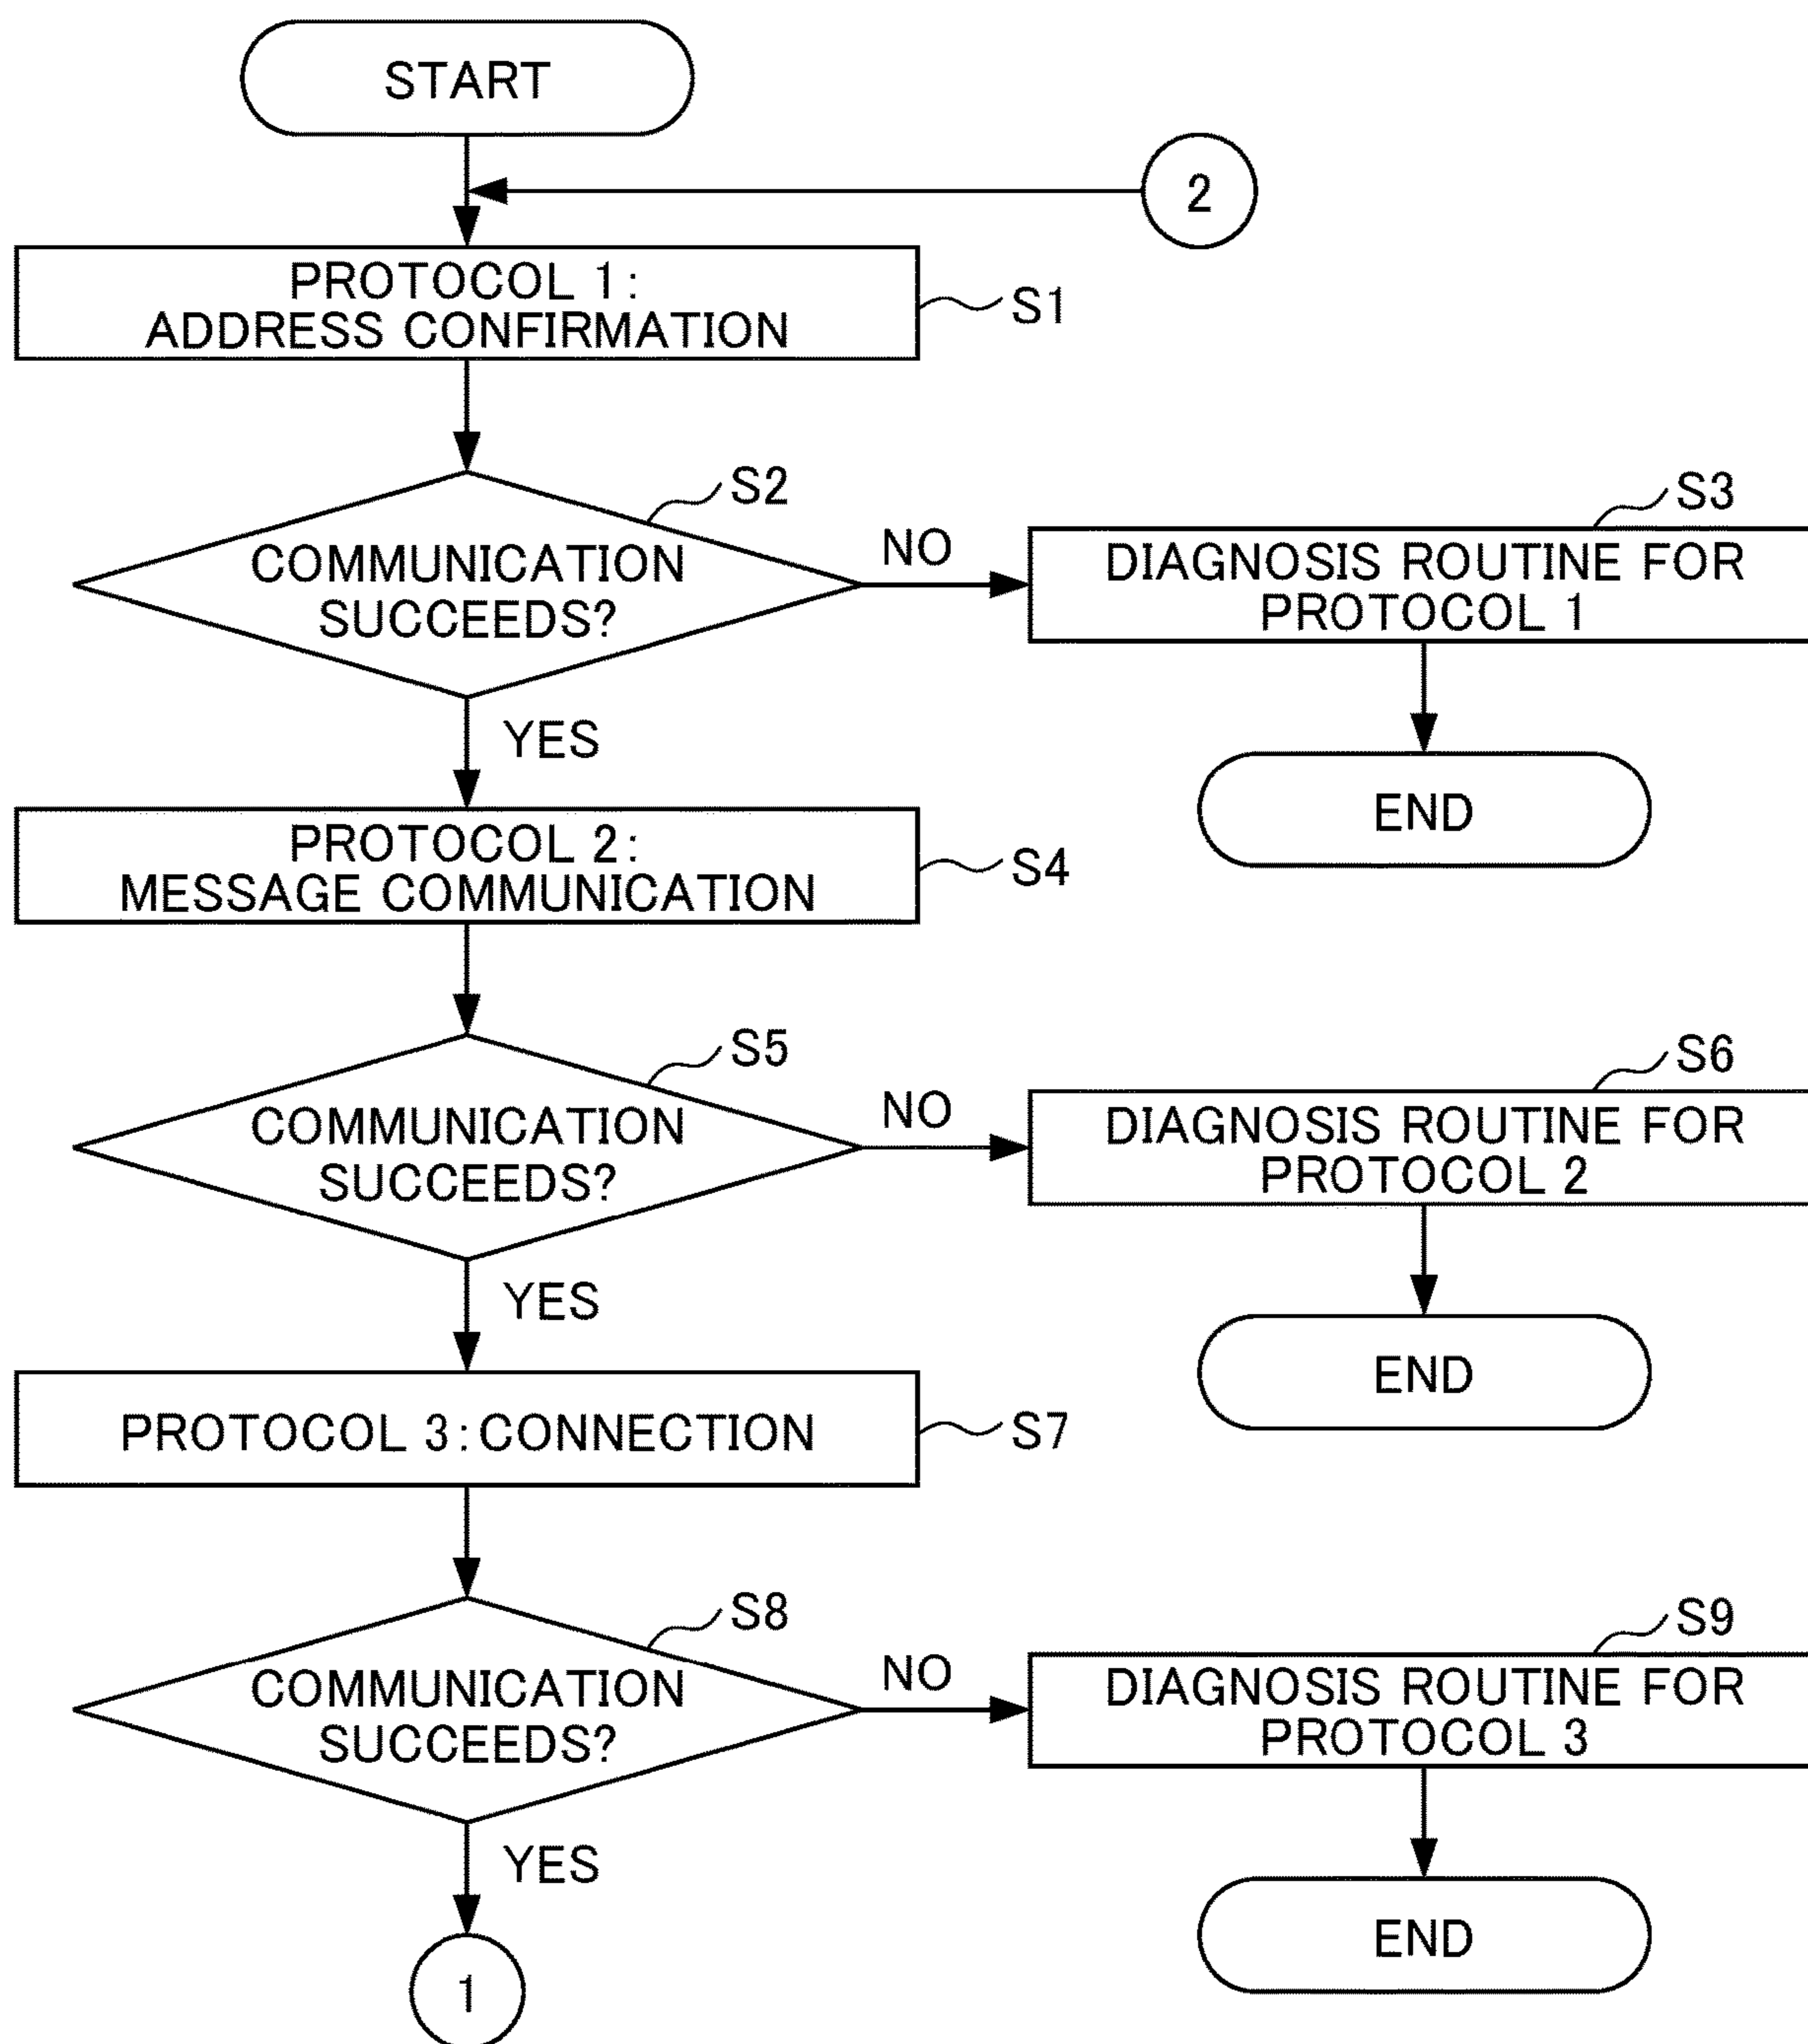 START
2
PROTOCOL 1:
ADDRESS CONFIRMATION
S1
S2
COMMUNICATION
SUCCEEDS?
NO
S3
DIAGNOSIS ROUTINE FOR
PROTOCOL 1
YES
END
PROTOCOL 2:
MESSAGE COMMUNICATION
S4
S5
COMMUNICATION
SUCCEEDS?
NO
S6
DIAGNOSIS ROUTINE FOR
PROTOCOL 2
YES
END
PROTOCOL 3:CONNECTION
S7
S8
COMMUNICATION
SUCCEEDS?
NO
S9
DIAGNOSIS ROUTINE FOR
PROTOCOL 3
YES
END
1